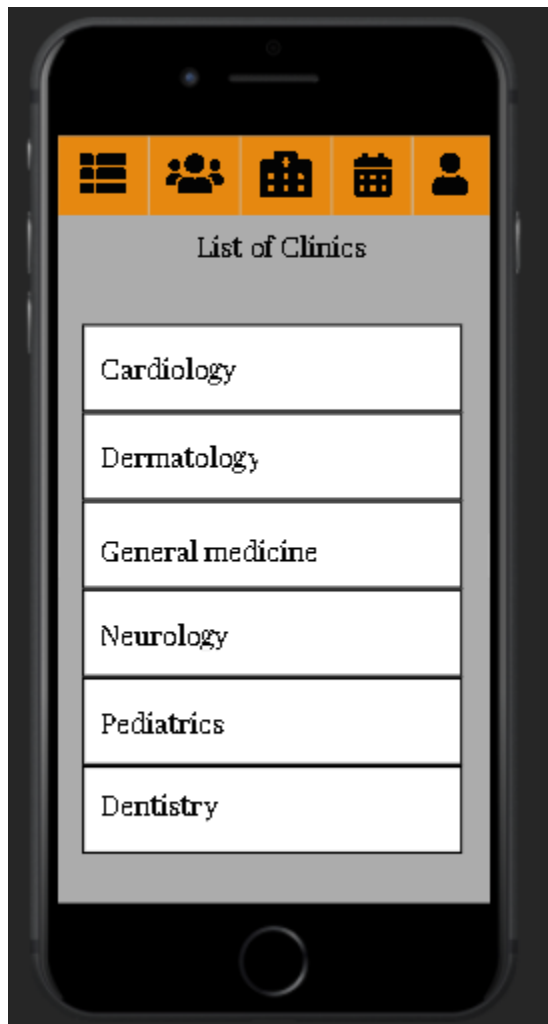 List of Clinics
Cardiology
Dermatology
General medicine
Neurology
Pediatrics
Dentistry